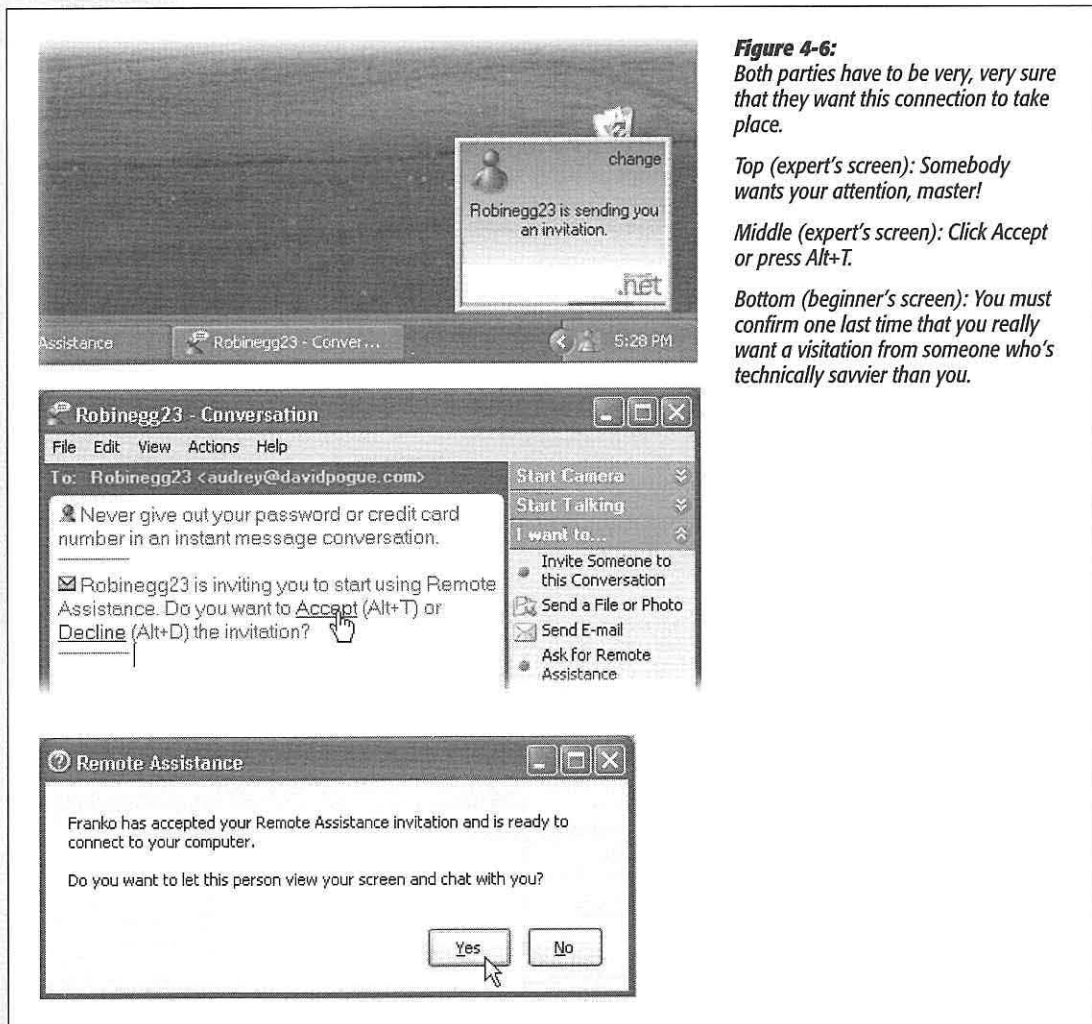 Figure 4-6:
Both parties have to be very, very sure
that they want this connection to take
place.
Top (expert's screen): Somebody
wants your attention, master!
Middle (expert's screen): Click Accept
or press Alt+T.
Bottom (beginner's screen): You must
confirm one last time that you really
want a visitation from someone who's
technically savvier than you.
change
Robinegg23 is sending you
an invitation.
.net
Assistance
Robinegg23 - Conver...
5:28 PM
Robinegg23 - Conversation
File Edit View Actions Help
To: Robinegg23 <audrey@davidpogue.com>
Never give out your password or credit card
number in an instant message conversation.
Robinegg23 is inviting you to start using Remote
Assistance. Do you want to Accept (Alt+T) or
Decline (Alt+D) the invitation?
Start Camera
Start Talking
I want to...
Invite Someone to
this Conversation
Send a File or Photo
Send E-mail
Ask for Remote
Assistance
Remote Assistance
Franko has accepted your Remote Assistance invitation and is ready to
connect to your computer.
Do you want to let this person view your screen and chat with you?
Yes
No